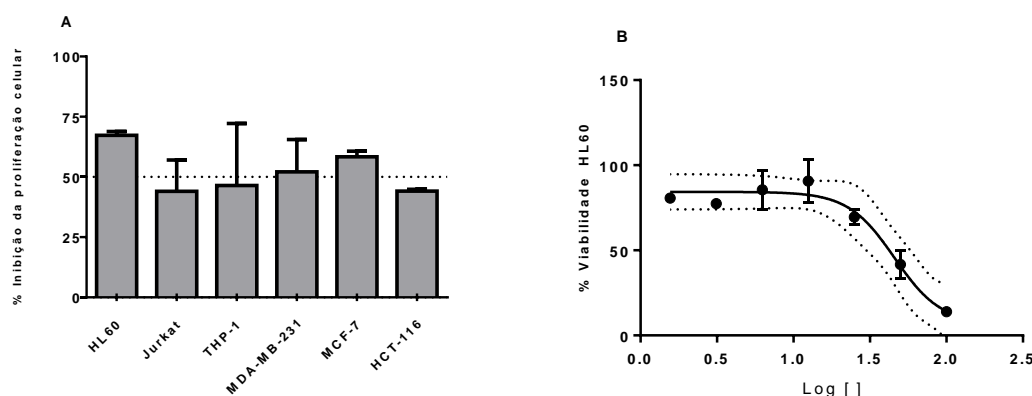 A
% Inibição da proliferação celular
100
75
50
25
0
HL60
Jurkat
THP-1
MDA-MB-231
MCF-7
HCT-116
B
% Viabilidade HL60
150
100
50
0
0.0
0.5
1.0
1.5
2.0
2.5
Log [ ]